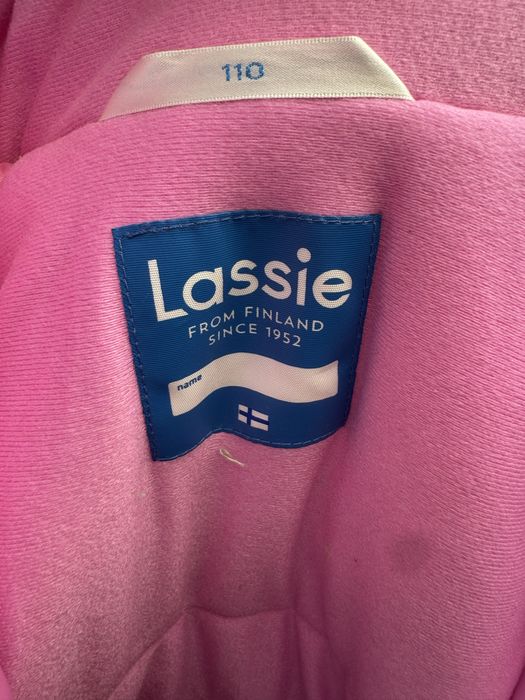 110
Lassie
FROM FINLAND
SINCE 1952
name